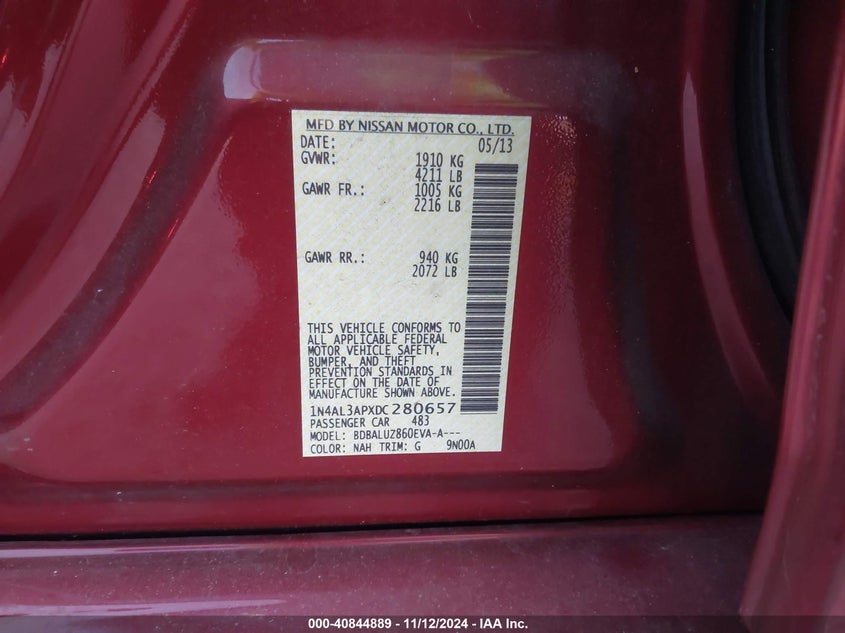 MFD BY NISSAN MOTOR CO., LTD.
DATE: 05/13
GVWR: 1910 KG
4211 LB
GAWR FR.: 1005 KG
2216 LB
GAWR RR.: 940 KG
2072 LB
THIS VEHICLE CONFORMS TO
ALL APPLICABLE FEDERAL
MOTOR VEHICLE SAFETY,
BUMPER, AND THEFT
PREVENTION STANDARDS IN
EFFECT ON THE DATE OF
MANUFACTURE SHOWN ABOVE.
1N4AL3APXDC280657
PASSENGER CAR 483
MODEL: BDBALUZ860EVA-A---
COLOR: NAH TRIM: G 9N00A
000-40844889 - 11/12/2024 - IAA Inc.